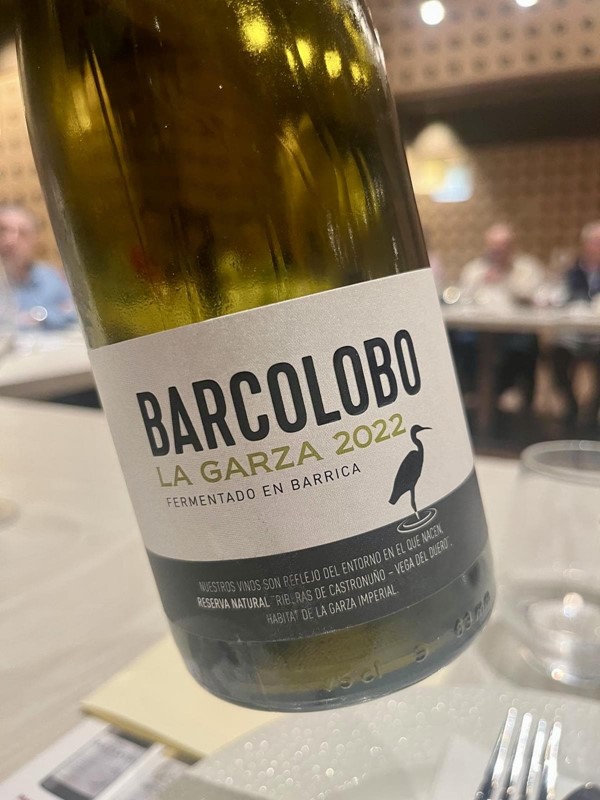 BARCOLOBO
LA GARZA 2022
FERMENTADO EN BARRICA
NUESTROS VINOS SON REFLEJO DEL ENTORNO EN EL QUE NACEN,
RESERVA NATURAL "RIBERAS DE CASTRONUÑO – VEGA DEL DUERO",
HABITAT DE LA GARZA IMPERIAL.